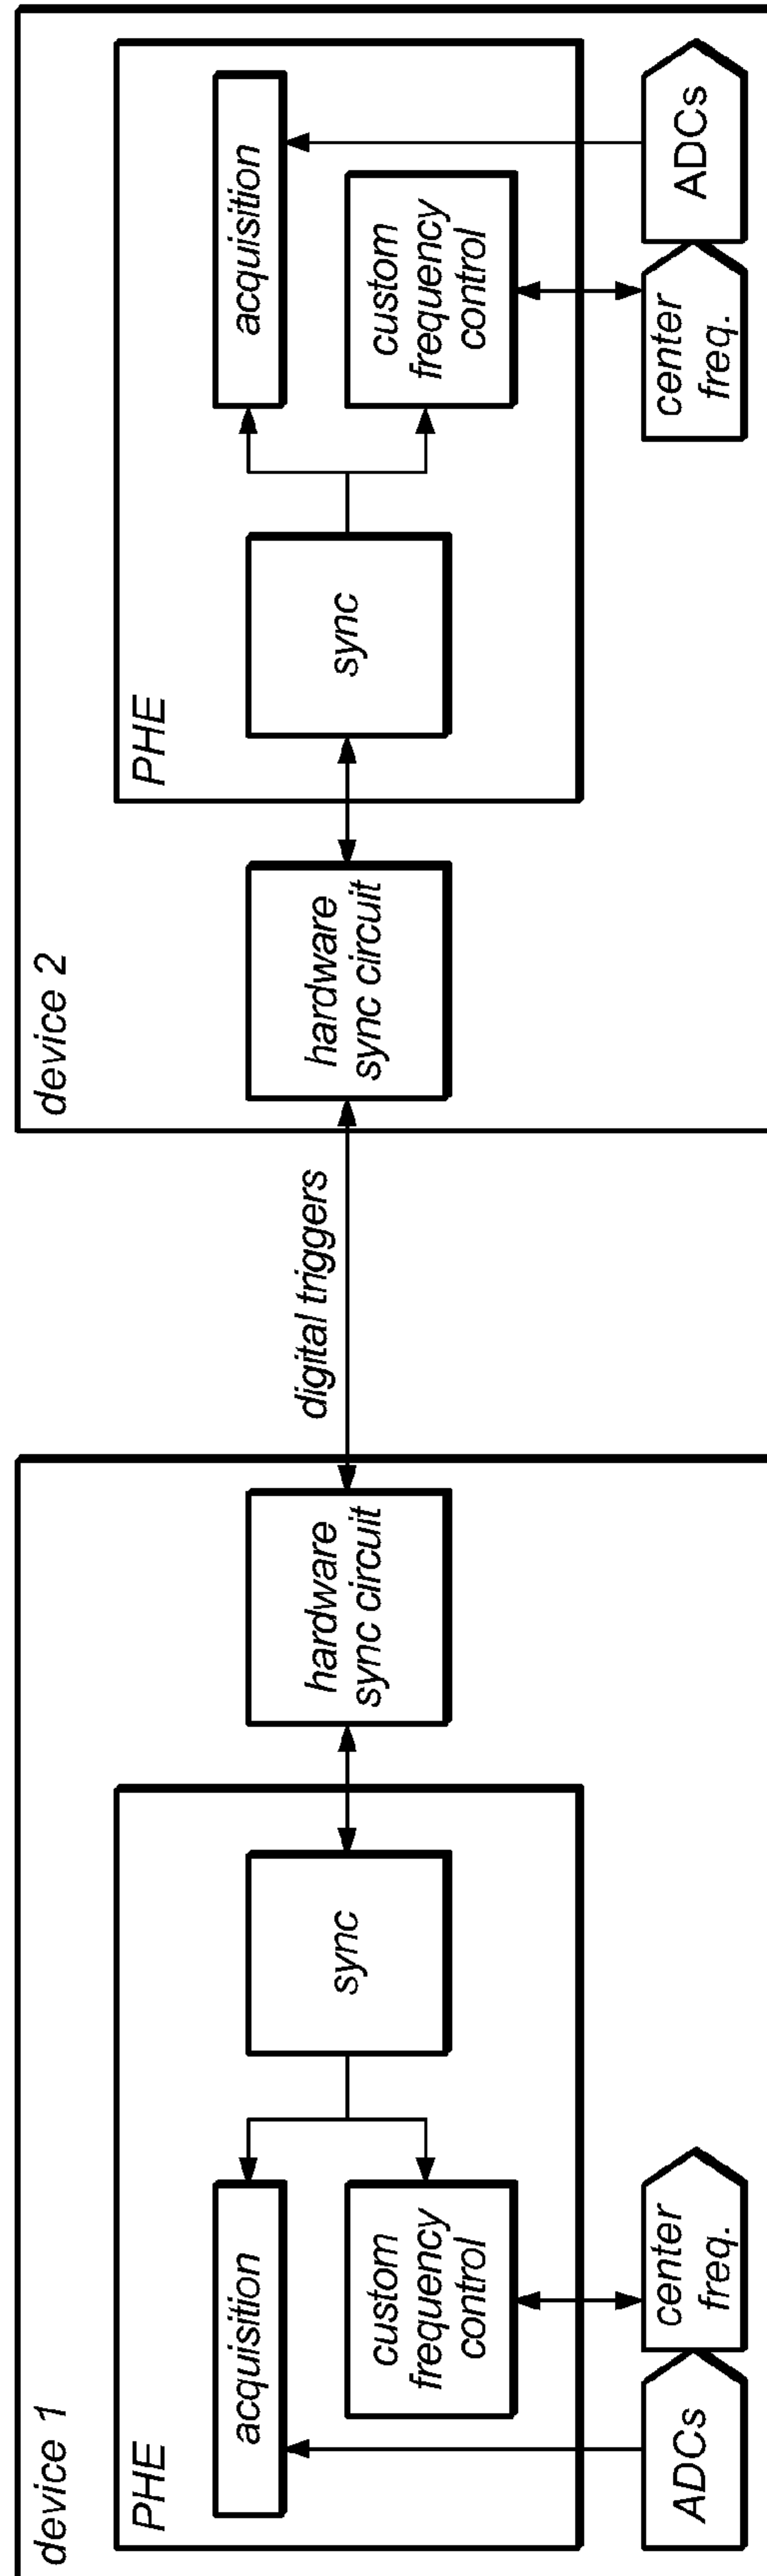 device 1
PHE
acquisition
custom
frequency
control
sync
hardware
sync circuit
ADCs
center
freq.
digital triggers
device 2
PHE
hardware
sync circuit
sync
acquisition
custom
frequency
control
center
freq.
ADCs